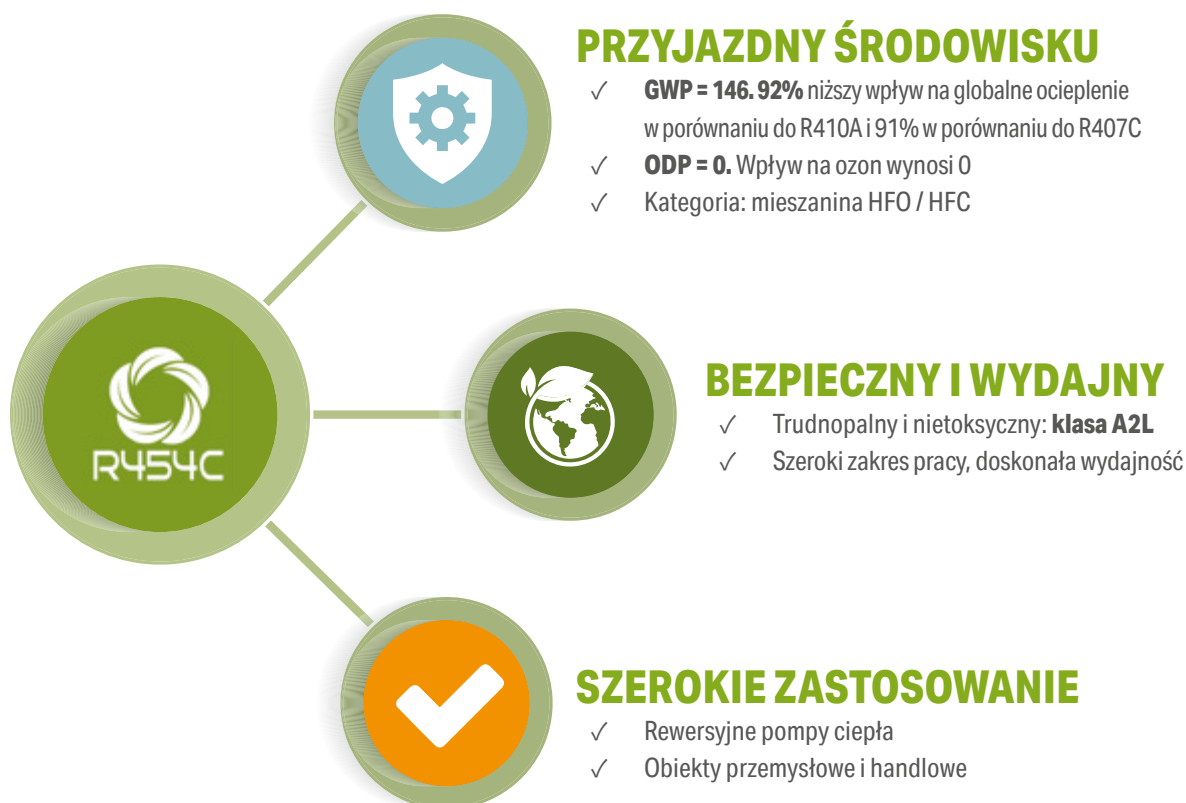 PRZYJAZDNY ŚRODOWISKU
✓ GWP = 146. 92% niższy wpływ na globalne ocieplenie
w porównaniu do R410A i 91% w porównaniu do R407C
✓ ODP = 0. Wpływ na ozon wynosi 0
✓ Kategoria: mieszanina HFO / HFC
R454C
BEZPIECZNY I WYDAJNY
✓ Trudnopalny i nietoksyczny: klasa A2L
✓ Szeroki zakres pracy, doskonała wydajność
SZEROKIE ZASTOSOWANIE
✓ Rewersyjne pompy ciepła
✓ Obiekty przemysłowe i handlowe